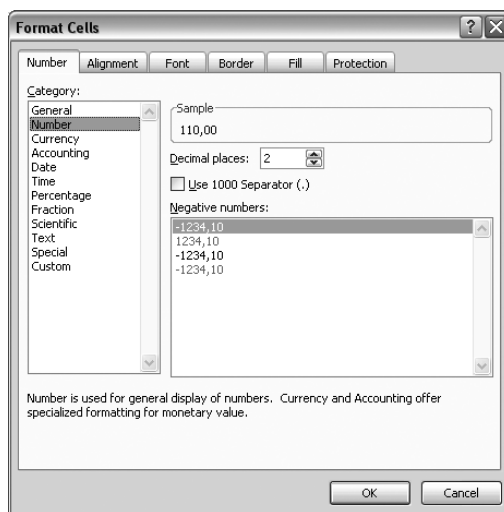 Format Cells
Number Alignment Font Border Fill Protection
Category:
General
Number
Currency
Accounting
Date
Time
Percentage
Fraction
Scientific
Text
Special
Custom
Sample
110,00
Decimal places: 2
Use 1000 Separator (.)
Negative numbers:
-1234,10
1234,10
-1234,10
-1234,10
Number is used for general display of numbers. Currency and Accounting offer
specialized formatting for monetary value.
OK Cancel